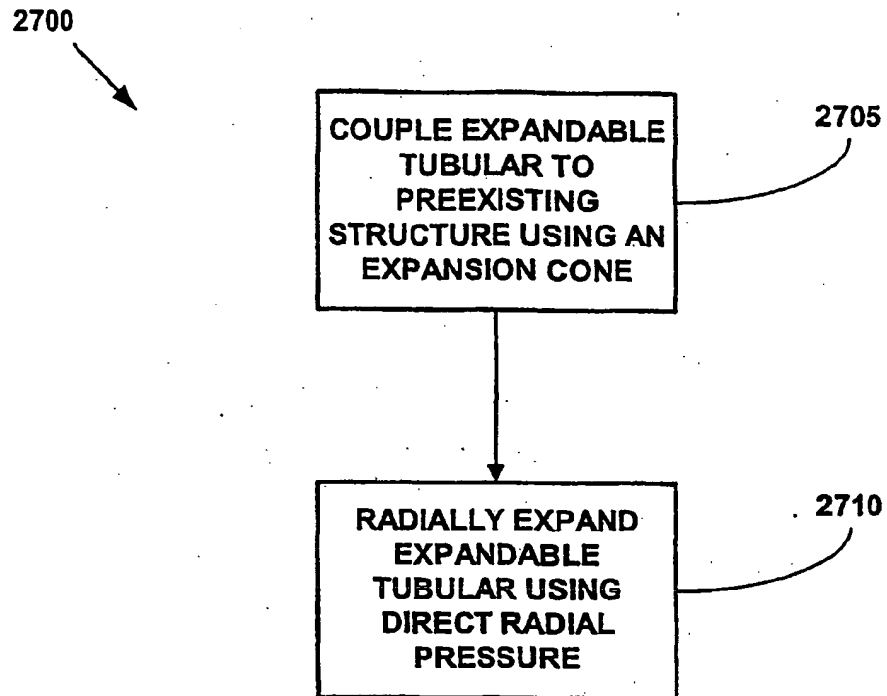 2700
COUPLE EXPANDABLE
TUBULAR TO
PREEXISTING
STRUCTURE USING AN
EXPANSION CONE
2705
RADIALLY EXPAND
EXPANDABLE
TUBULAR USING
DIRECT RADIAL
PRESSURE
2710